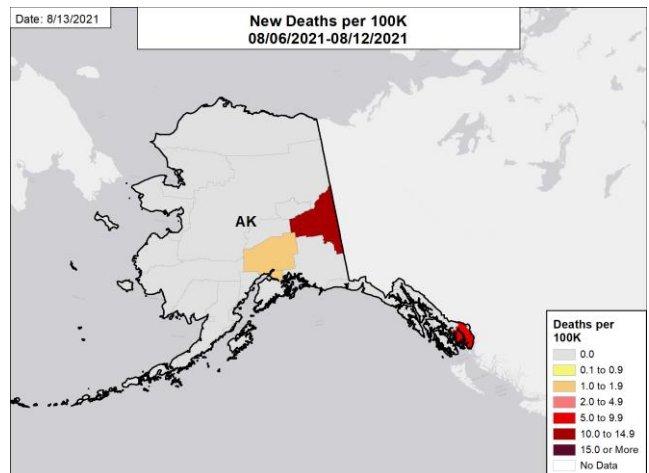 Date: 8/13/2021
New Deaths per 100K
08/06/2021-08/12/2021
AK
Deaths per
100K
0.0
0.1 to 0.9
1.0 to 1.9
2.0 to 4.9
5.0 to 9.9
10.0 to 14.9
15.0 or More
No Data